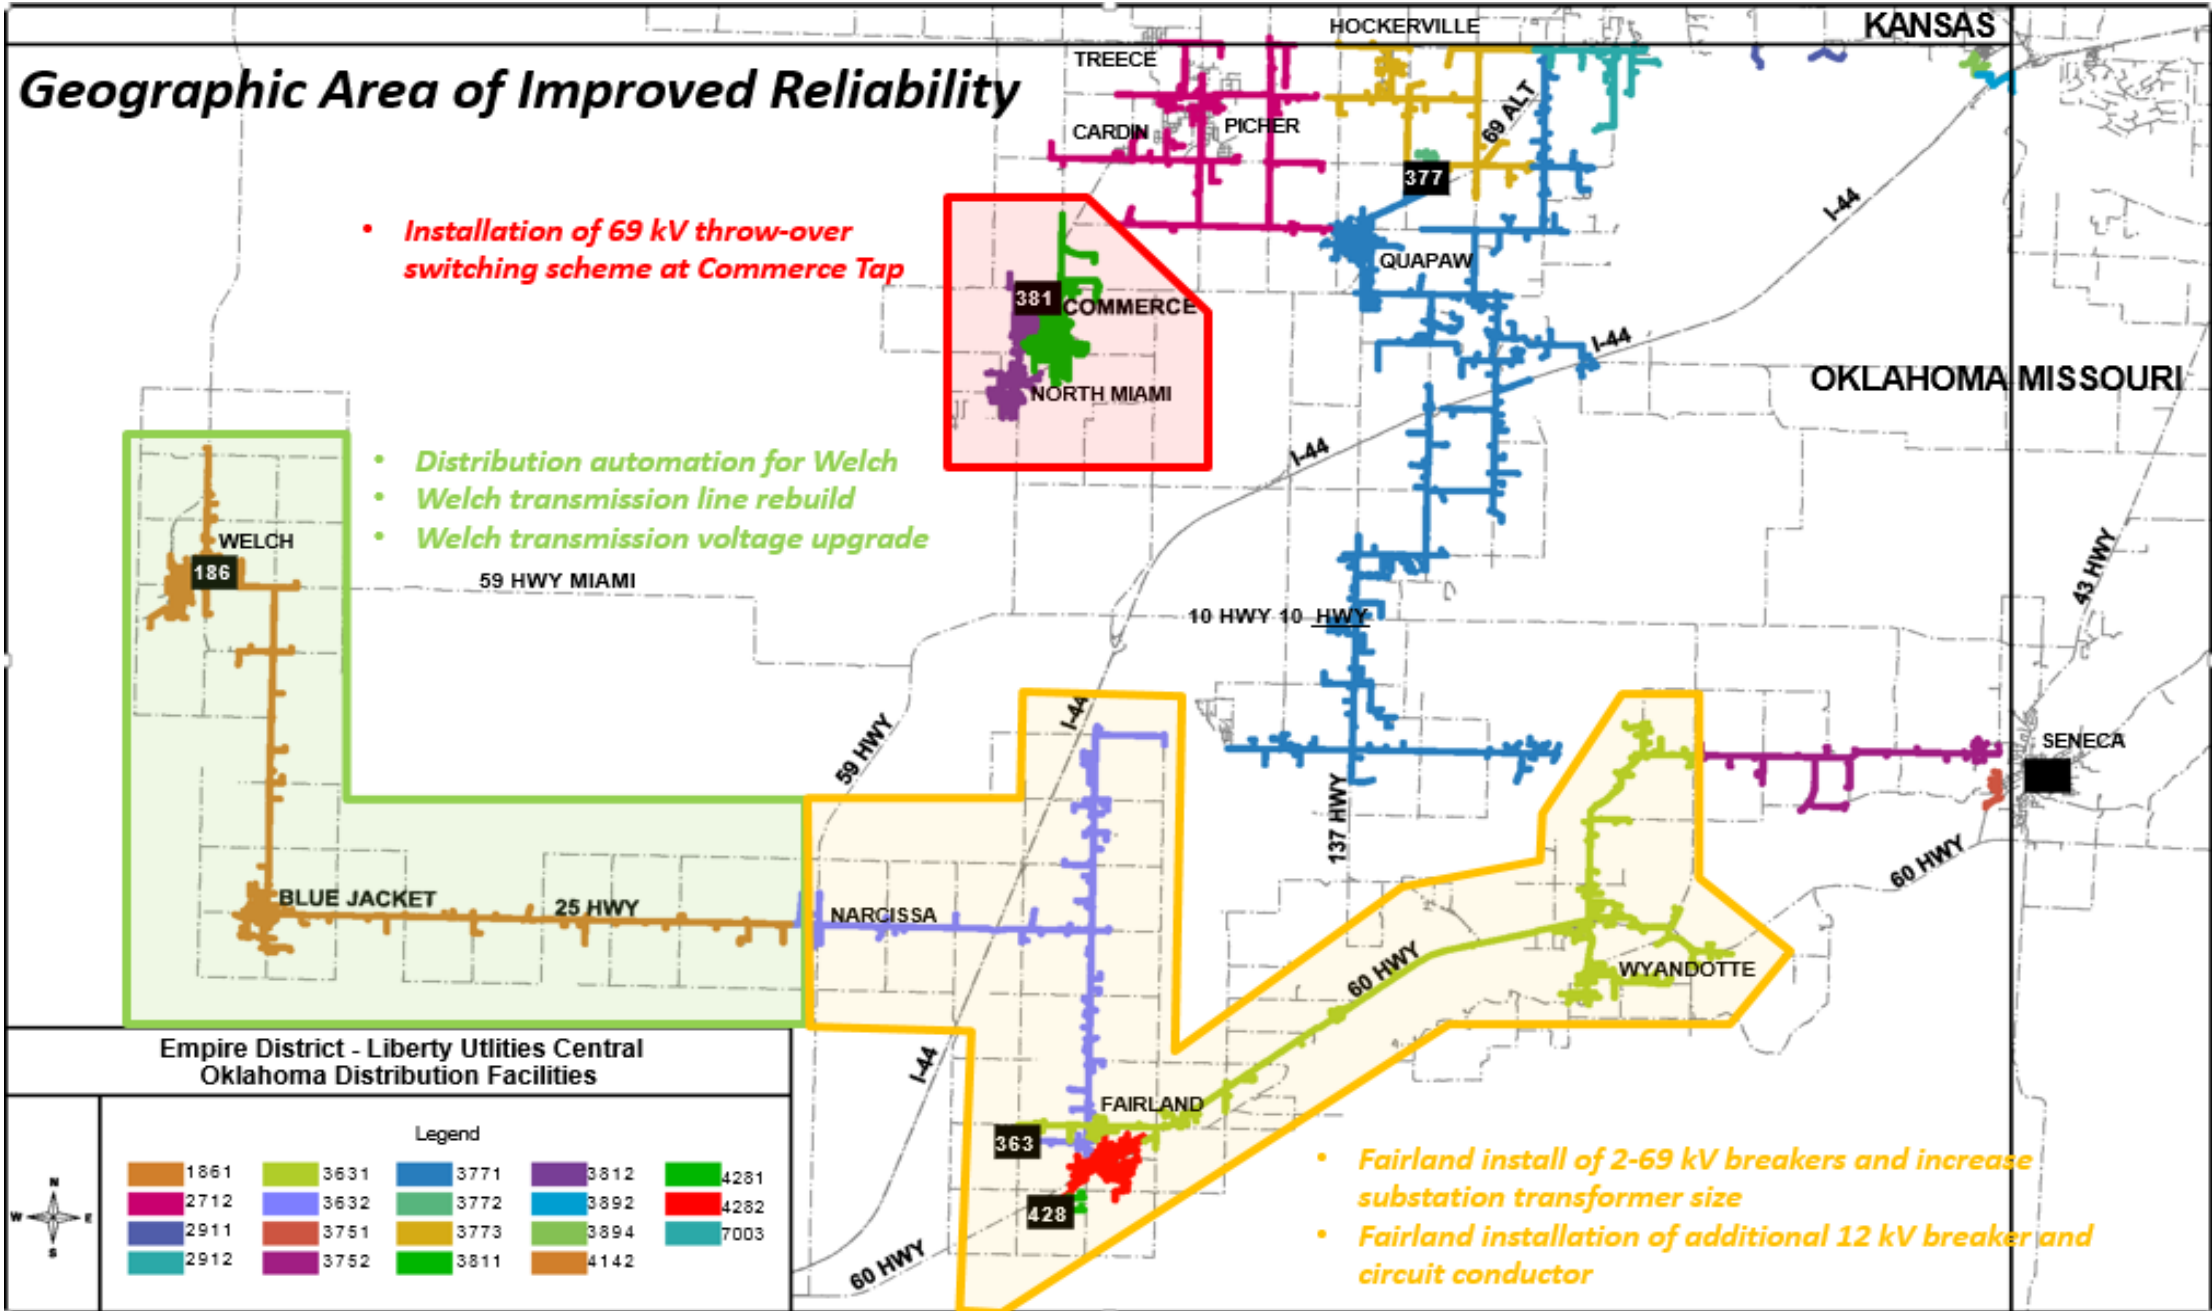 HOCKERVILLE
KANSAS
TREECE
Geographic Area of Improved Reliability
69 ALT
CARDIN
PICHER
377
I-44
• Installation of 69 kV throw-over
switching scheme at Commerce Tap
QUAPAW
381
COMMERCE
I-44
OKLAHOMA MISSOURI
NORTH MIAMI
I-44
• Distribution automation for Welch
• Welch transmission line rebuild
• Welch transmission voltage upgrade
WELCH
186
59 HWY MIAMI
43 HWY
10 HWY 10 HWY
I-44
59 HWY
SENECA
137 HWY
60 HWY
BLUE JACKET
25 HWY
NARCISSA
60 HWY
WYANDOTTE
Empire District - Liberty Utlities Central
Oklahoma Distribution Facilities
I-44
FAIRLAND
363
428
60 HWY
• Fairland install of 2-69 kV breakers and increase
substation transformer size
• Fairland installation of additional 12 kV breaker and
circuit conductor
Legend
N
W E
S
1861 3631 3771 3812 4281
2712 3632 3772 3892 4282
2911 3751 3773 3894 7003
2912 3752 3811 4142